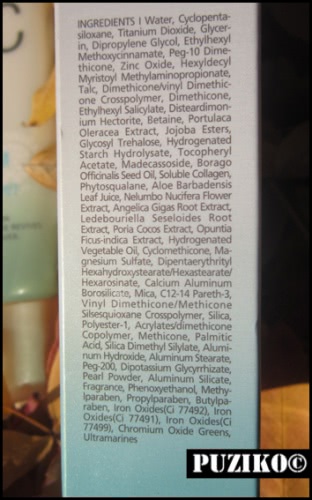 INGREDIENTS I Water, Cyclopenta-
siloxane, Titanium Dioxide, Glycer-
in, Dipropylene Glycol, Ethylhexyl
Methoxycinnamate, Peg-10 Dime-
thicone, Zinc Oxide, Hexyldecyl
Myristoyl Methylaminopropionate,
Talc, Dimethicone/vinyl Dimethic-
one Crosspolymer, Dimethicone,
Ethylhexyl Salicylate, Disteardimon-
ium Hectorite, Betaine, Portulaca
Oleracea Extract, Jojoba Esters,
Glycosyl Trehalose, Hydrogenated
Starch Hydrolysate, Tocopheryl
Acetate, Madecassoside, Borago
Officinalis Seed Oil, Soluble Collagen,
Phytosqualane, Aloe Barbadensis
Leaf Juice, Nelumbo Nucifera Flower
Extract, Angelica Gigas Root Extract,
Ledebouriella Seseloides Root
Extract, Poria Cocos Extract, Opuntia
Ficus-indica Extract, Hydrogenated
Vegetable Oil, Cyclomethicone, Ma-
gnesium Sulfate, Dipentaerythrityl
Hexahydroxystearate/Hexastearate/
Hexarosinate, Calcium Aluminum
Borosilicate, Mica, C12-14 Pareth-3,
Vinyl Dimethicone/Methicone
Silsesquioxane Crosspolymer, Silica,
Polyester-1, Acrylates/dimethicone
Copolymer, Methicone, Palmitic
Acid, Silica Dimethyl Silylate, Alumi-
num Hydroxide, Aluminum Stearate,
Peg-200, Dipotassium Glycyrrhizate,
Pearl Powder, Aluminum Silicate,
Fragrance, Phenoxyethanol, Methy-
lparaben, Propylparaben, Butylpa-
raben, Iron Oxides(Ci 77492), Iron
Oxides(Ci 77491), Iron Oxides(Ci
77499), Chromium Oxide Greens,
Ultramarines
C
PUZIKO©